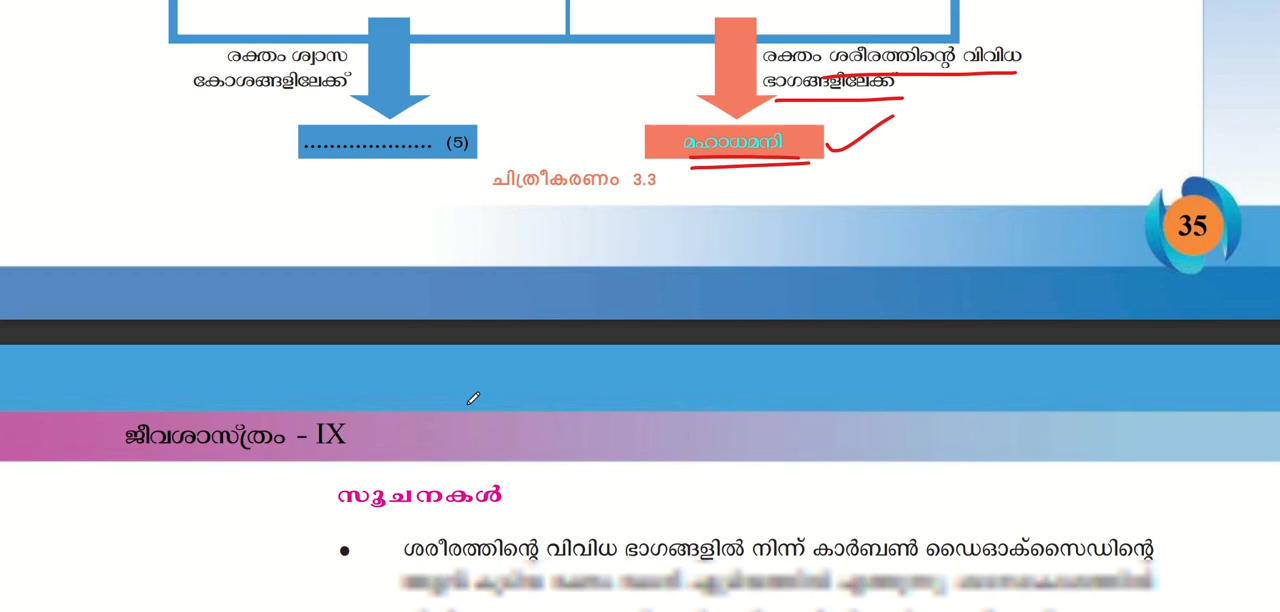 രക്തം ശ്വാസ
കോശങ്ങളിലേക്ക്
രക്തം ശരീരത്തിന്റെ വിവിധ
ഭാഗങ്ങളിലേക്ക്
.................... (5)
മഹാധമനി
ചിത്രീകരണം 3.3
35
ജീവശാസ്ത്രം - IX
സൂചനകൾ
• ശരീരത്തിന്റെ വിവിധ ഭാഗങ്ങളിൽ നിന്ന് കാർബൺ ഡൈഓക്സൈഡിന്റെ